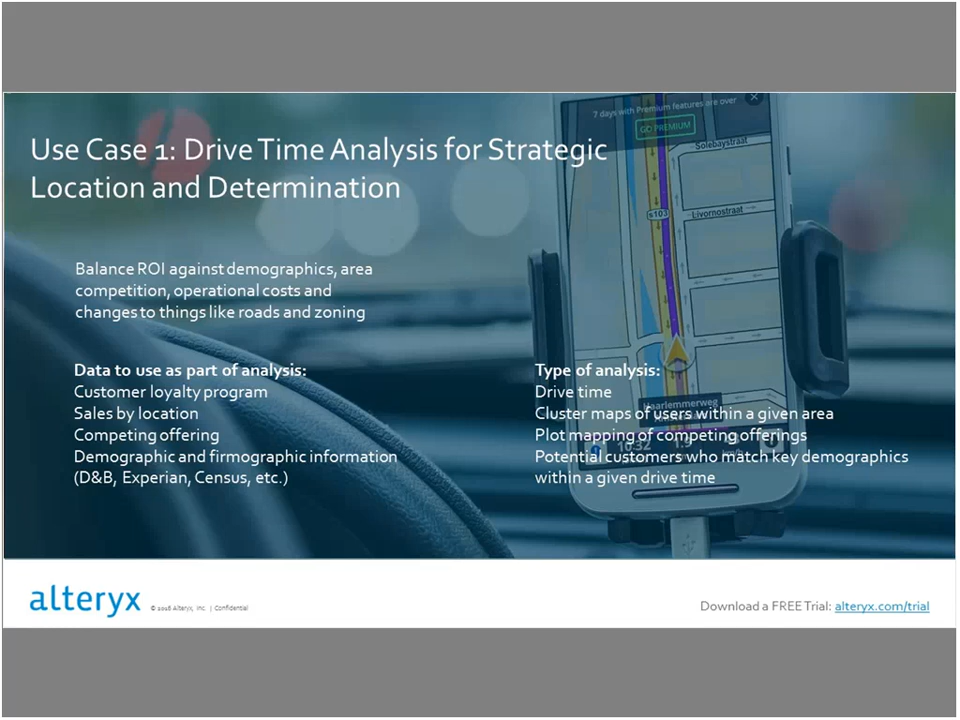 7 days with Premium features are over
GO PREMIUM
Solebaystraat
s103
Livornostraat
Use Case 1: Drive Time Analysis for Strategic
Location and Determination
Balance ROI against demographics, area
competition, operational costs and
changes to things like roads and zoning
Data to use as part of analysis:
Customer loyalty program
Sales by location
Competing offering
Demographic and firmographic information
(D&B, Experian, Census, etc.)
Type of analysis:
Drive time
Cluster maps of users within a given area
Plot mapping of competing offerings
Potential customers who match key demographics
within a given drive time
Haarlemmerweg
10:32
alteryx
© 2018 Alteryx, Inc. | Confidential
Download a FREE Trial: alteryx.com/trial